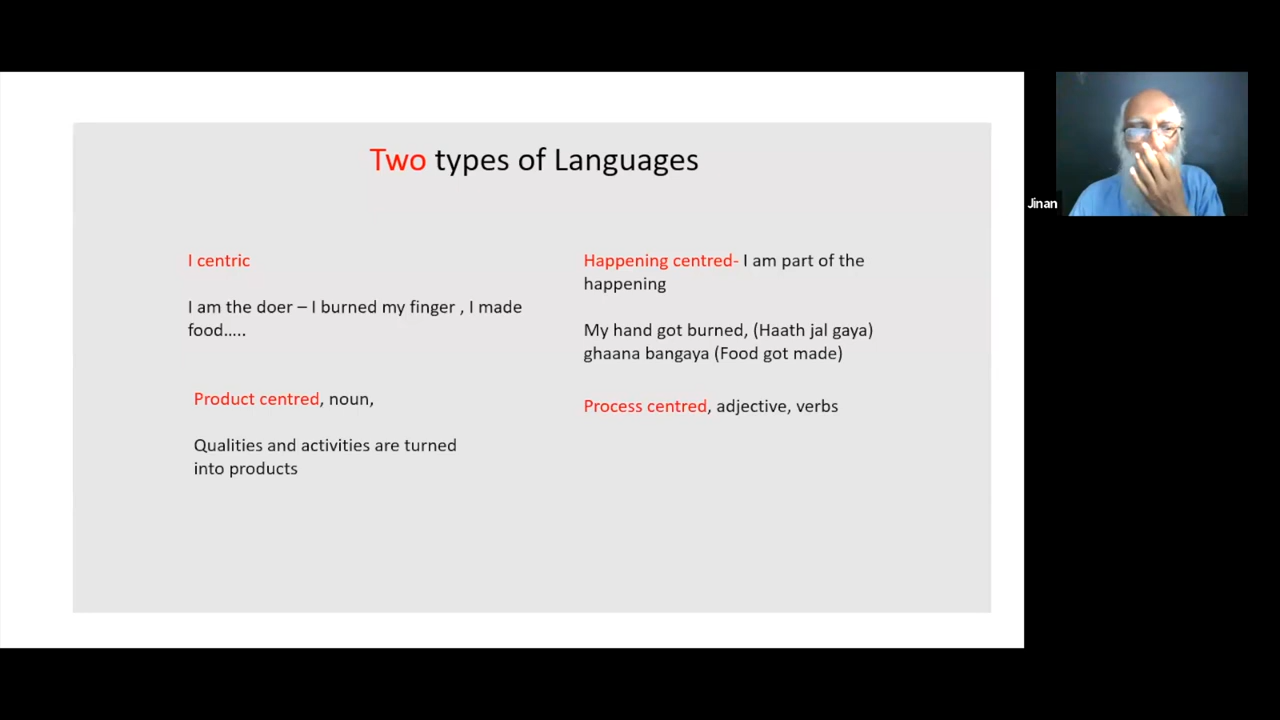 Two types of Languages
I centric
I am the doer – I burned my finger , I made
food…..
Product centred, noun,
Qualities and activities are turned
into products
Happening centred- I am part of the
happening
My hand got burned, (Haath jal gaya)
ghaana bangaya (Food got made)
Process centred, adjective, verbs
Jinan